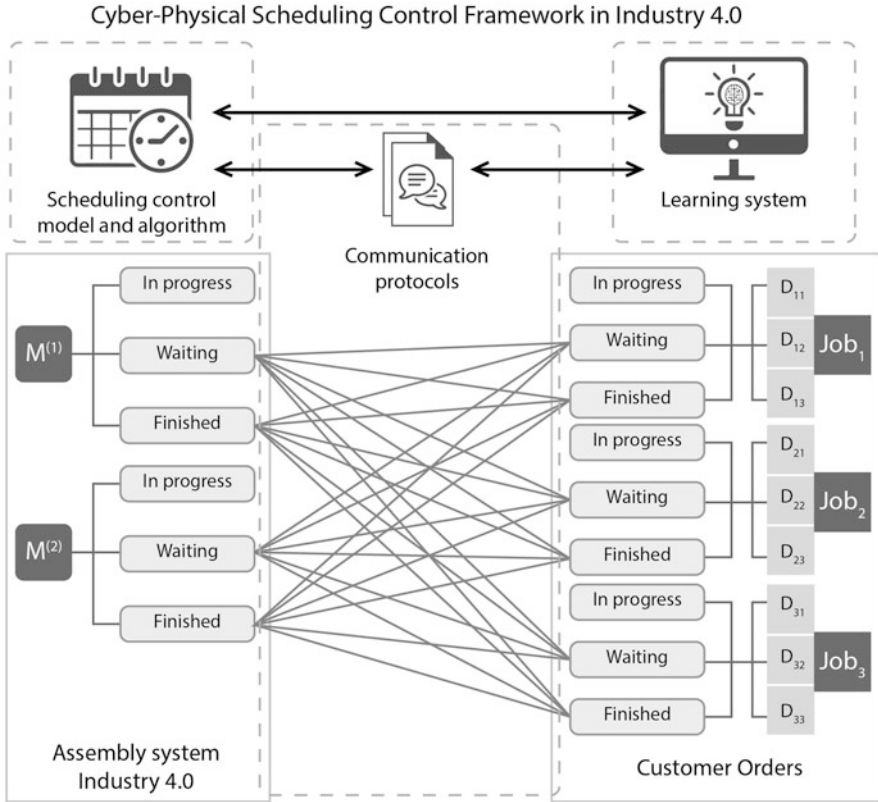 Cyber-Physical Scheduling Control Framework in Industry 4.0
Scheduling control
model and algorithm
Communication
protocols
Learning system
M⁽¹⁾
In progress
Waiting
Finished
M⁽²⁾
In progress
Waiting
Finished
Assembly system
Industry 4.0
In progress
Waiting
Finished
D₁₁
D₁₂
D₁₃
Job₁
In progress
Waiting
Finished
D₂₁
D₂₂
D₂₃
Job₂
In progress
Waiting
Finished
D₃₁
D₃₂
D₃₃
Job₃
Customer Orders